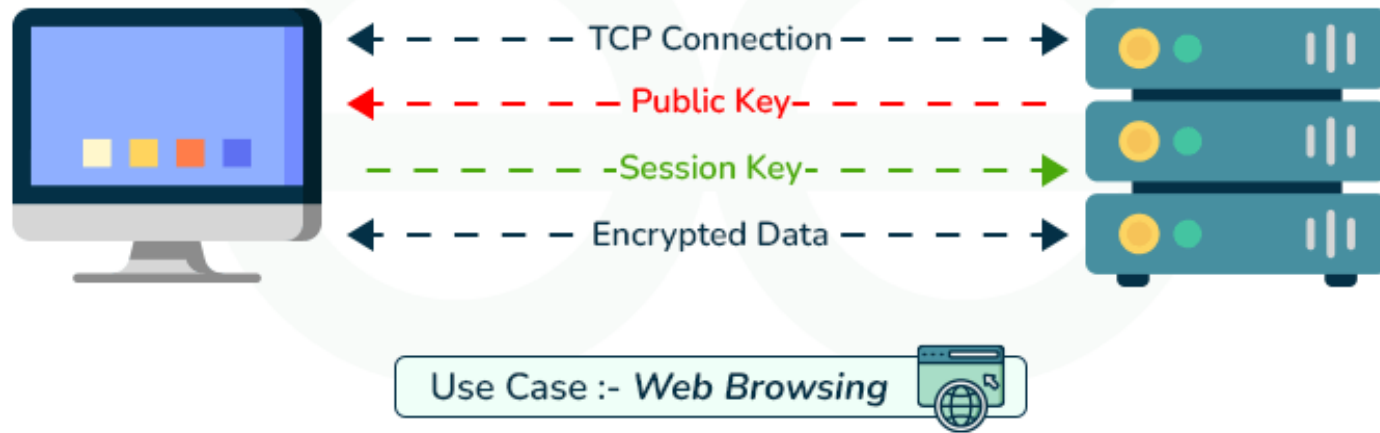 TCP Connection
Public Key
Session Key
Encrypted Data
Use Case :- Web Browsing